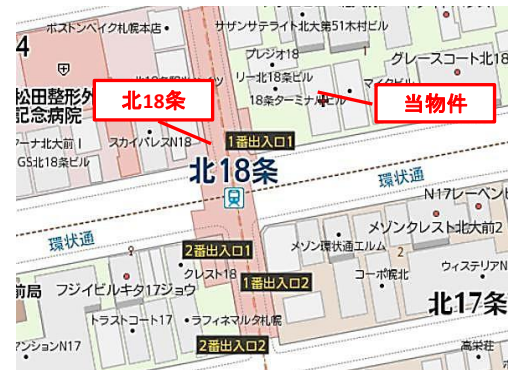 ボストンベイク札幌本店
サザンサテライト北大第51木村ビル
4
プレジオ18
グレースコート北18
リー北18条ビル
マイクビル
松田整形外
記念病院
北18条
18条ターミナルビル
当物件
アーナ北大前Ⅰ
スカイパレスN18
GS北18条ビル
1番出入口1
北18条
環状通
N17レーベンビ
環状通
メゾンクレスト北大前2
2番出入口1
メゾン環状通エルム
2
クレスト18
1番出入口2
コーポ幌北
ウィステリアN
前局
フジイビルキタ17ジョウ
北17条
トラストコート17
ラフィネマルタ札幌
マンションN17
2番出入口2
高栄荘